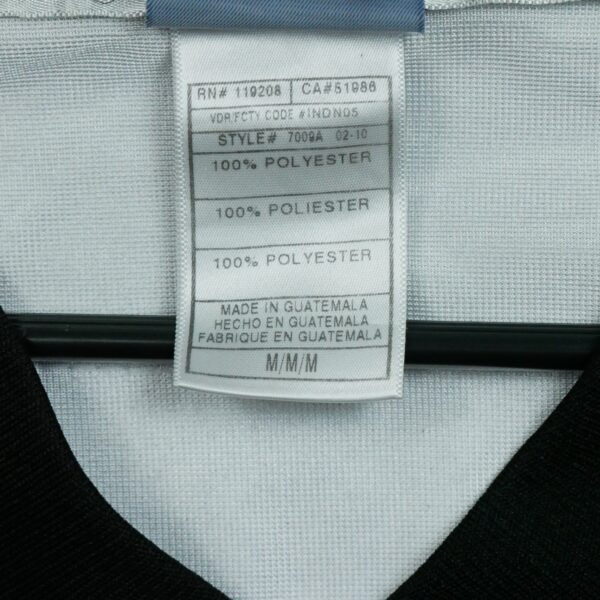 RN# 119208 CA#51986
VDR/FCTY CODE #INDN05
STYLE# 7009A 02-10
100% POLYESTER
100% POLIESTER
100% POLYESTER
MADE IN GUATEMALA
HECHO EN GUATEMALA
FABRIQUE EN GUATEMALA
M/M/M